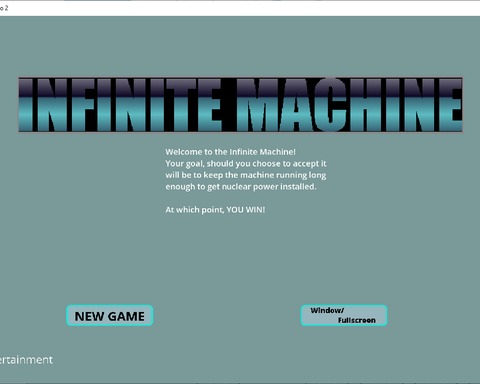 o 2
INFINITE MACHINE
Welcome to the Infinite Machine!
Your goal, should you choose to accept it
will be to keep the machine running long
enough to get nuclear power installed.
At which point, YOU WIN!
NEW GAME
Window/
Fullscreen
ertainment